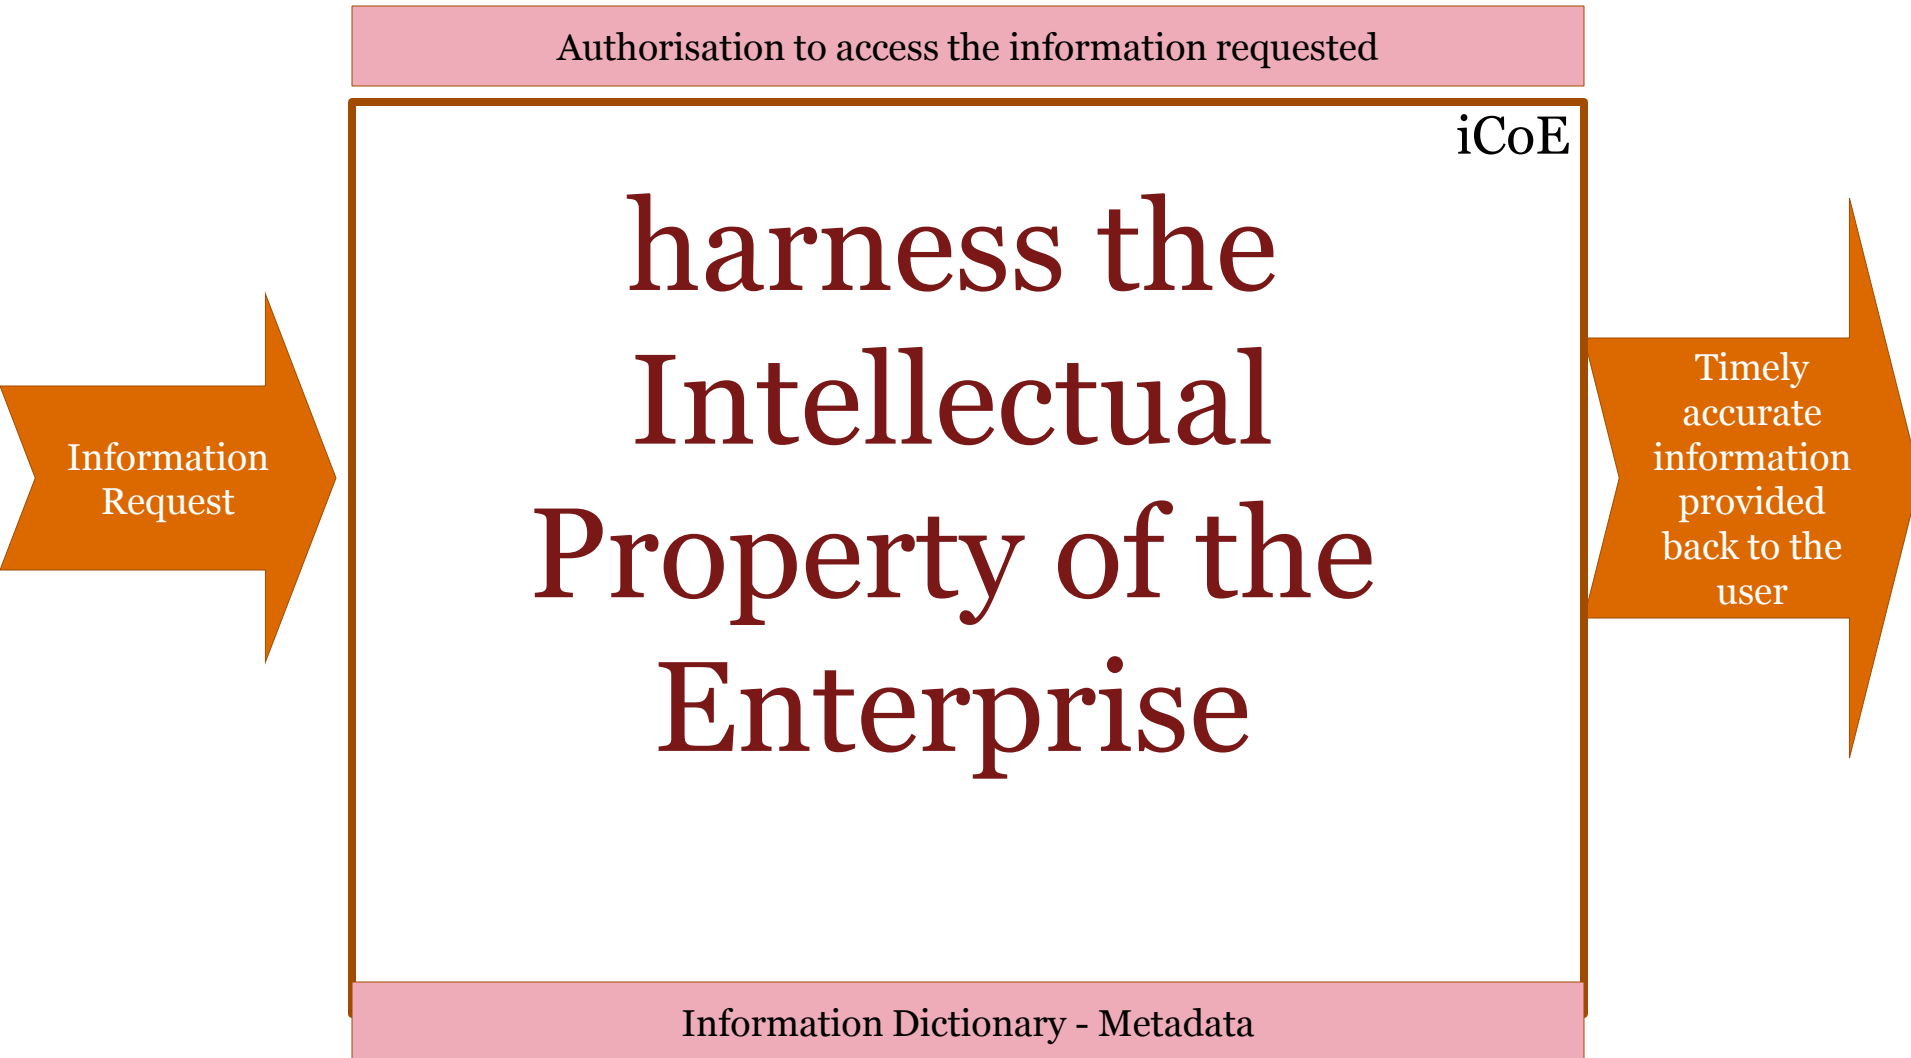 Authorisation to access the information requested
iCoE
harness the
Intellectual
Property of the
Enterprise
Information
Request
Timely
accurate
information
provided
back to the
user
Information Dictionary - Metadata